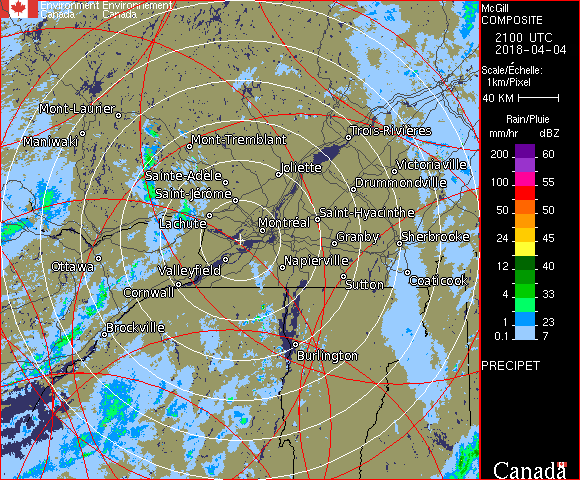 Environment Environnement
Canada Canada
Mont-Laurier
Maniwaki
Mont-Tremblant
Trois-Rivières
Sainte-Adèle
Joliette
Victoriaville
Saint-Jérôme
Drummondville
Lachute
Montréal
Saint-Hyacinthe
Granby
Sherbrooke
Ottawa
Valleyfield
Napierville
Cornwall
Sutton
Coaticook
Brockville
Burlington
McGill
COMPOSITE
2100 UTC
2018-04-04
Scale/Échelle:
1km/Pixel
40 KM
Rain/Pluie
mm/hr dBZ
200 60
100 55
50 50
24 45
12 40
4 33
1 23
0.1 7
PRECIPET
Canada